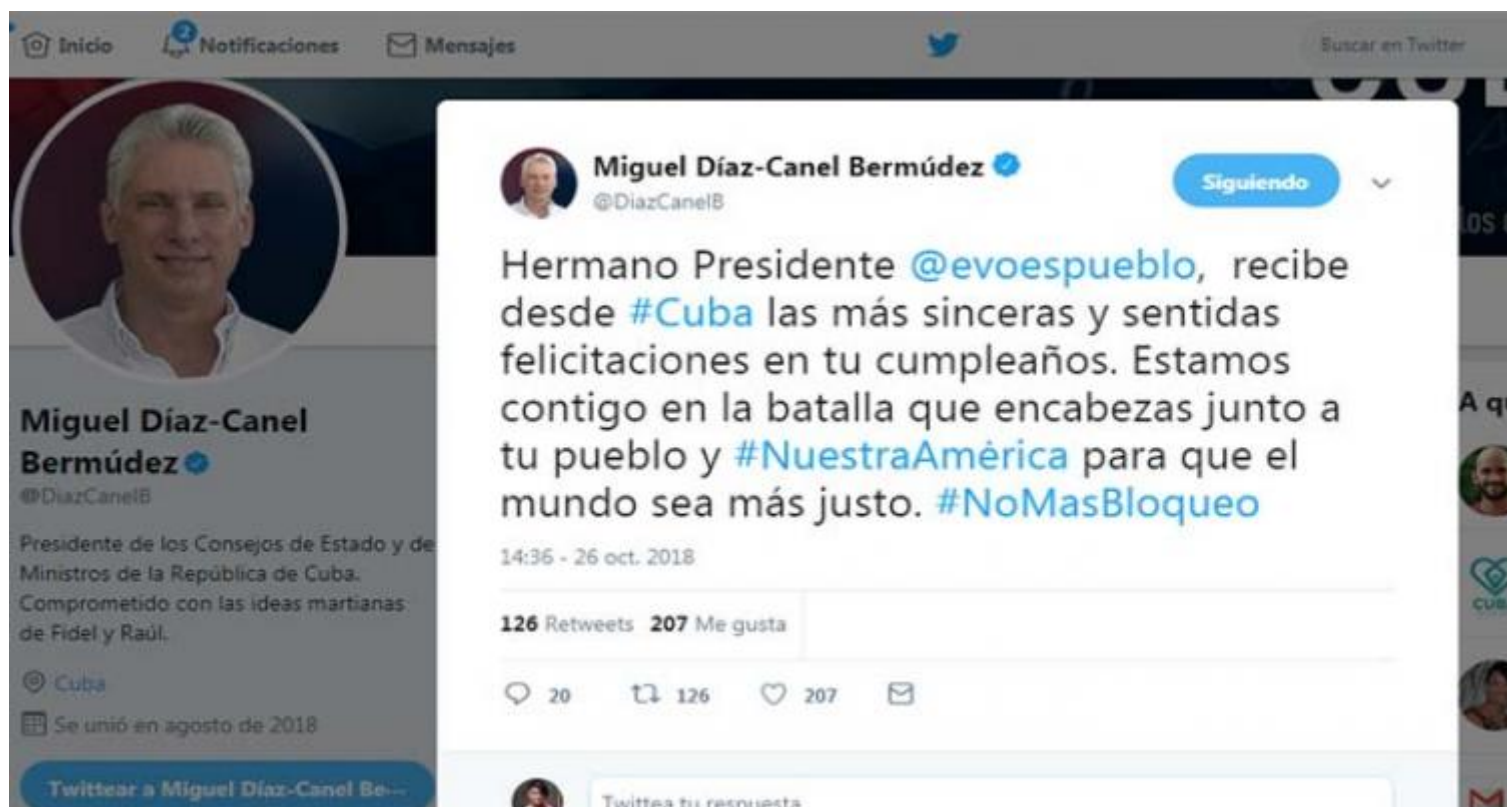 Inicio
2
Notificaciones
Mensajes
Buscar en Twitter
Miguel Díaz-Canel Bermúdez
@DiazCanelB
Siguiendo
Hermano Presidente @evoespueblo, recibe
desde #Cuba las más sinceras y sentidas
felicitaciones en tu cumpleaños. Estamos
contigo en la batalla que encabezas junto a
tu pueblo y #NuestraAmérica para que el
mundo sea más justo. #NoMasBloqueo
14:36 - 26 oct. 2018
126 Retweets 207 Me gusta
20 126 207
Twittea tu respuesta
Miguel Díaz-Canel
Bermúdez
@DiazCanelB
Presidente de los Consejos de Estado y de
Ministros de la República de Cuba.
Comprometido con las ideas martianas
de Fidel y Raúl.
Cuba
Se unió en agosto de 2018
Twittear a Miguel Díaz-Canel Be...